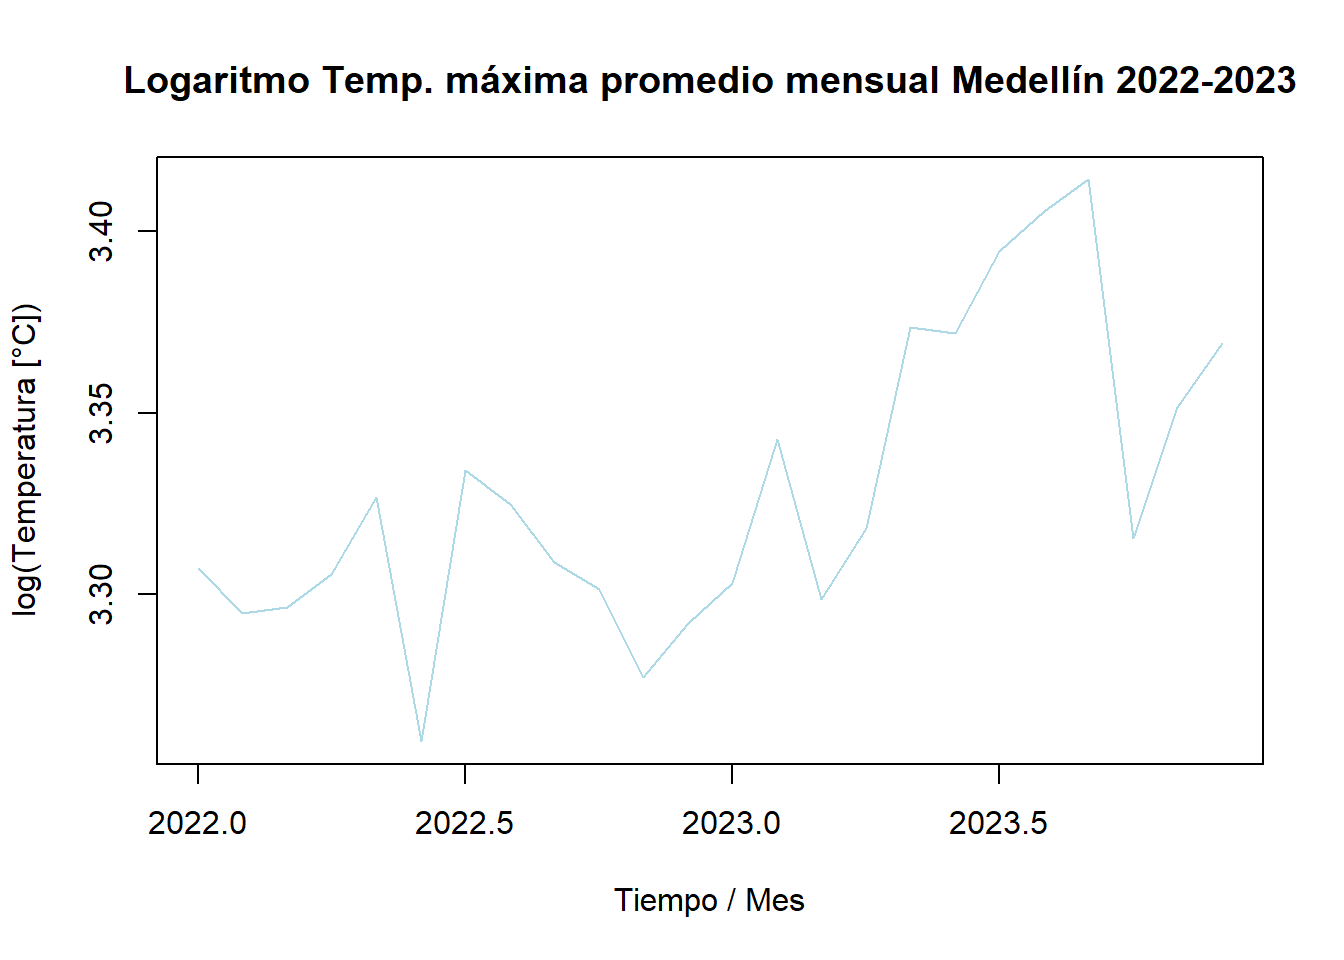 Logaritmo Temp. máxima promedio mensual Medellín 2022-2023
log(Temperatura [°C])
3.40
3.35
3.30
2022.0 2022.5 2023.0 2023.5
Tiempo / Mes